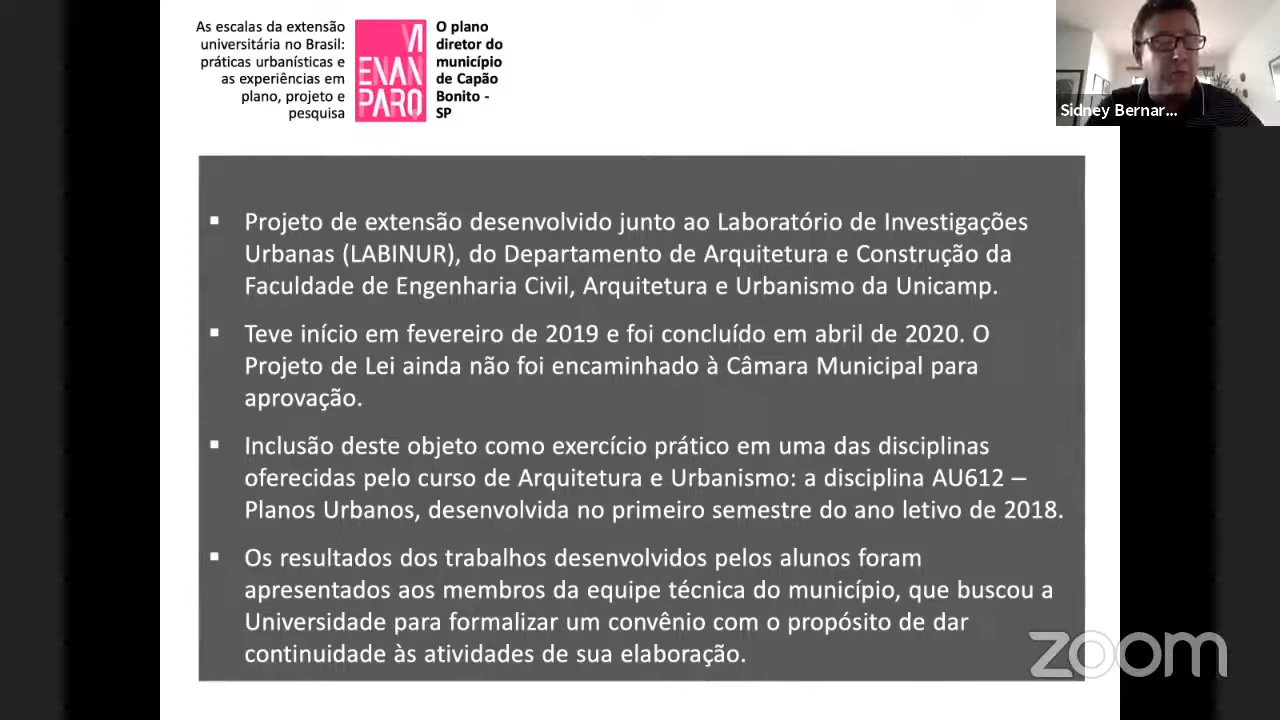 As escalas da extensão
universitária no Brasil:
práticas urbanísticas e
as experiências em
plano, projeto e
pesquisa
VI
ENAN
PARQ
O plano
diretor do
município
de Capão
Bonito -
SP
Sidney Bernar...
▪ Projeto de extensão desenvolvido junto ao Laboratório de Investigações
Urbanas (LABINUR), do Departamento de Arquitetura e Construção da
Faculdade de Engenharia Civil, Arquitetura e Urbanismo da Unicamp.
▪ Teve início em fevereiro de 2019 e foi concluído em abril de 2020. O
Projeto de Lei ainda não foi encaminhado à Câmara Municipal para
aprovação.
▪ Inclusão deste objeto como exercício prático em uma das disciplinas
oferecidas pelo curso de Arquitetura e Urbanismo: a disciplina AU612 –
Planos Urbanos, desenvolvida no primeiro semestre do ano letivo de 2018.
▪ Os resultados dos trabalhos desenvolvidos pelos alunos foram
apresentados aos membros da equipe técnica do município, que buscou a
Universidade para formalizar um convênio com o propósito de dar
continuidade às atividades de sua elaboração.
zoom